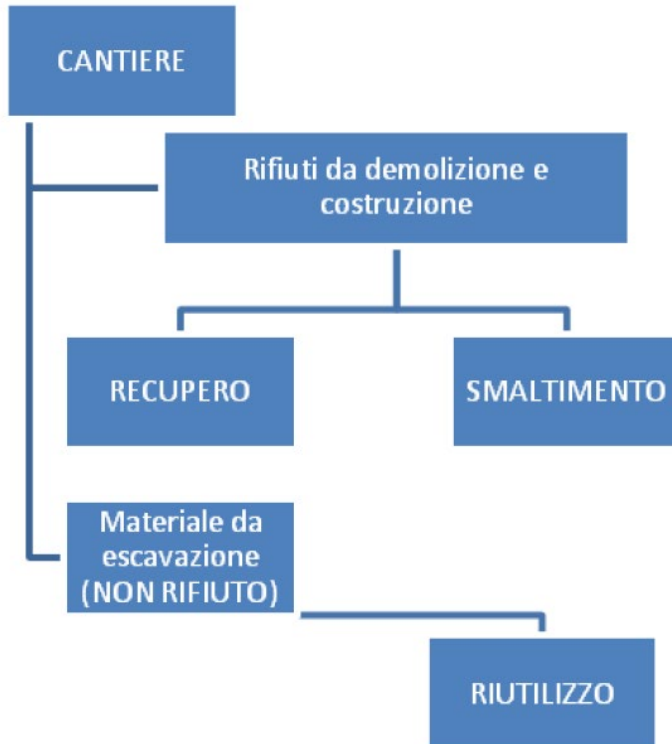 CANTIERE
Rifiuti da demolizione e
costruzione
RECUPERO
SMALTIMENTO
Materiale da
escavazione
(NON RIFIUTO)
RIUTILIZZO